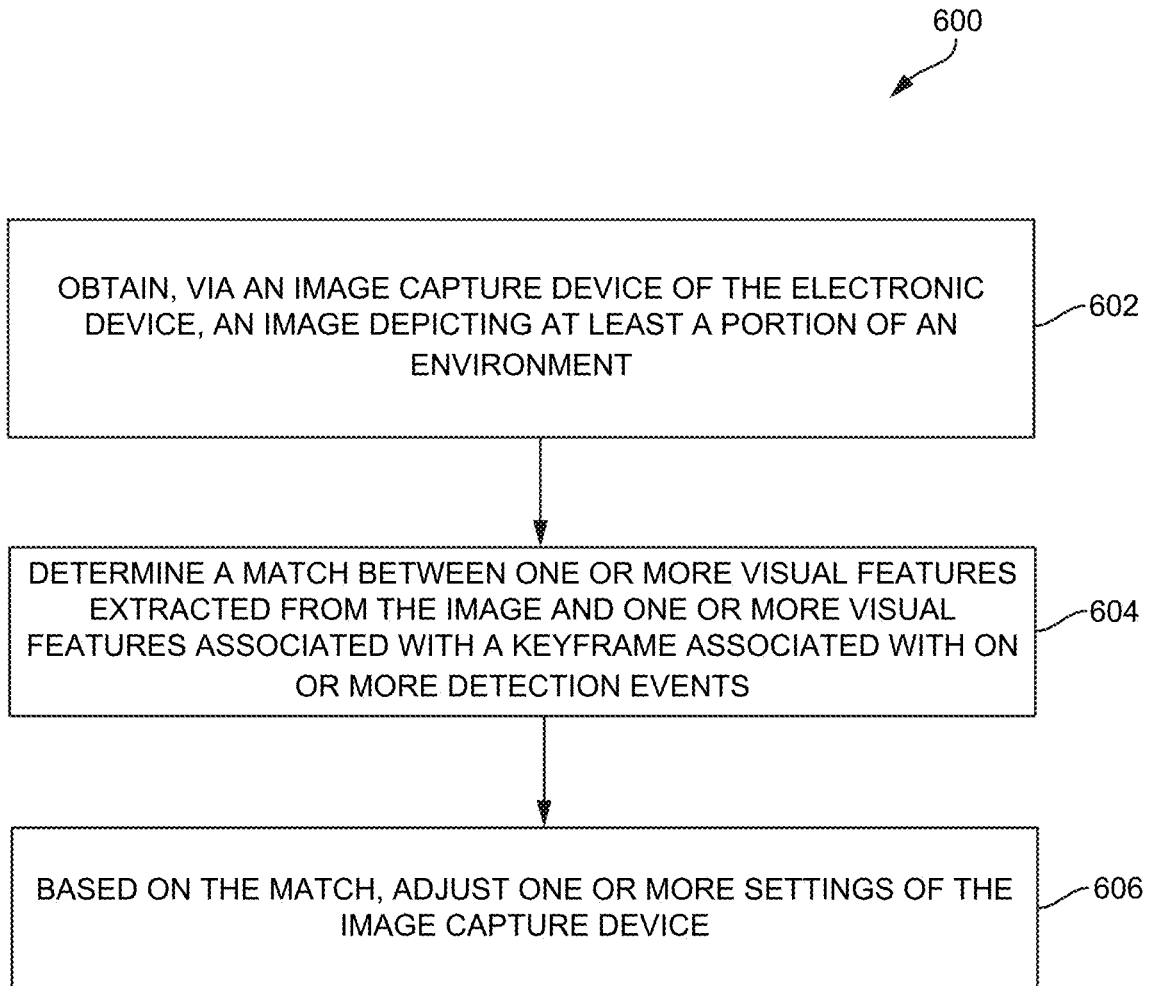 600
OBTAIN, VIA AN IMAGE CAPTURE DEVICE OF THE ELECTRONIC
DEVICE, AN IMAGE DEPICTING AT LEAST A PORTION OF AN
ENVIRONMENT
602
DETERMINE A MATCH BETWEEN ONE OR MORE VISUAL FEATURES
EXTRACTED FROM THE IMAGE AND ONE OR MORE VISUAL
FEATURES ASSOCIATED WITH A KEYFRAME ASSOCIATED WITH ON
OR MORE DETECTION EVENTS
604
BASED ON THE MATCH, ADJUST ONE OR MORE SETTINGS OF THE
IMAGE CAPTURE DEVICE
606